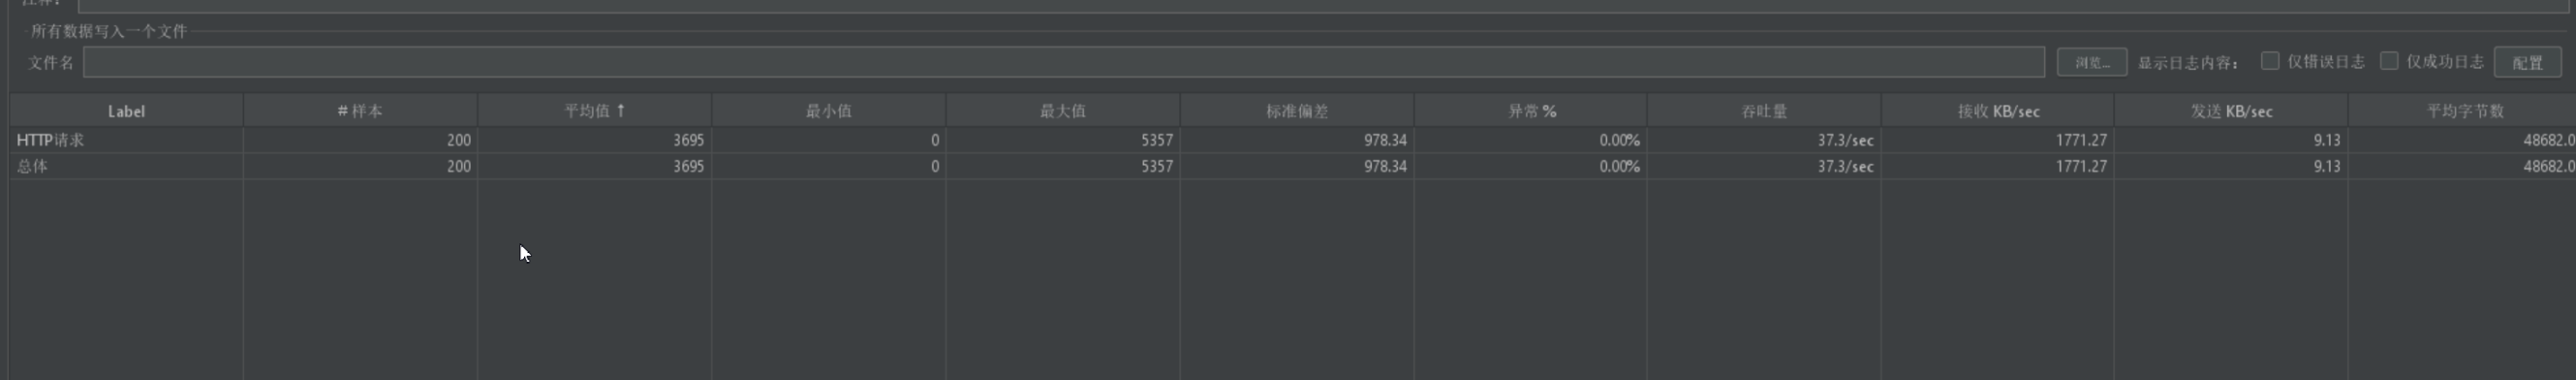 注释：
所有数据写入一个文件
文件名 浏览... 显示日志内容： 仅错误日志 仅成功日志 配置
Label # 样本 平均值 ↑ 最小值 最大值 标准偏差 异常 % 吞吐量 接收 KB/sec 发送 KB/sec 平均字节数
HTTP请求 200 3695 0 5357 978.34 0.00% 37.3/sec 1771.27 9.13 48682.0
总体 200 3695 0 5357 978.34 0.00% 37.3/sec 1771.27 9.13 48682.0